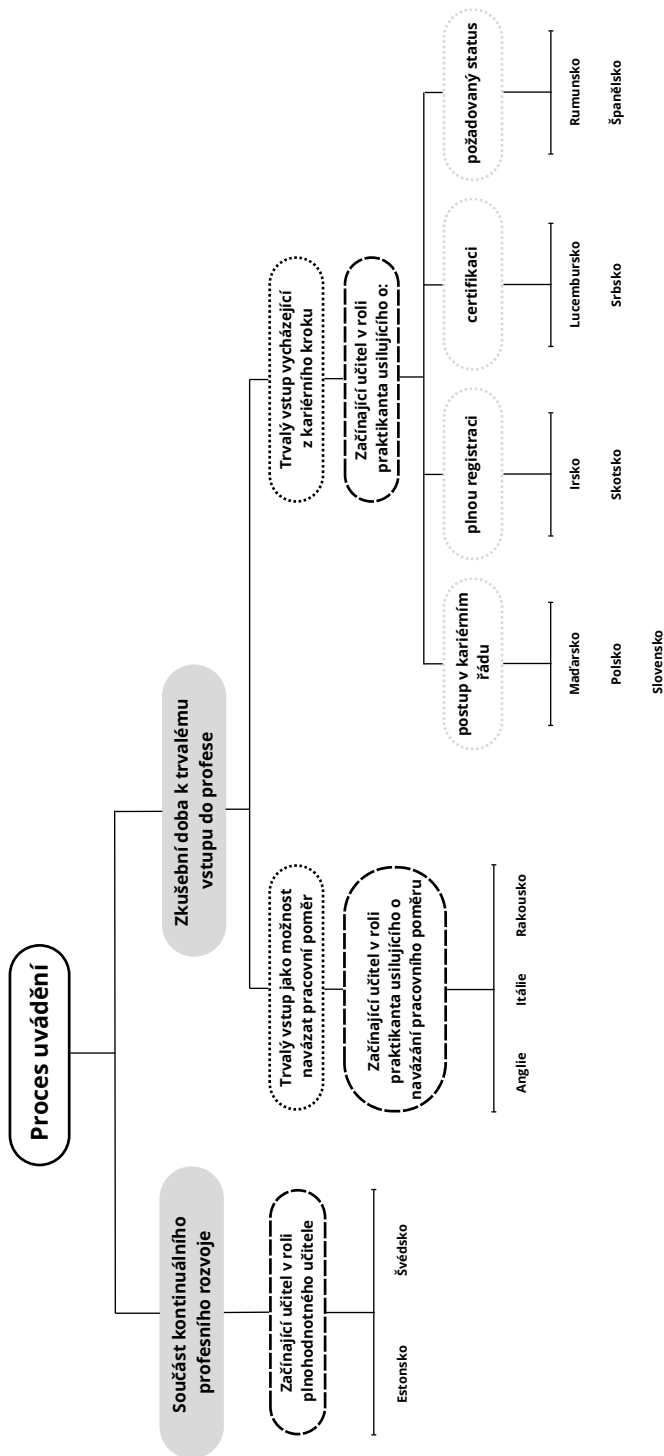 Proces uvádění
Součást kontinuálního
profesního rozvoje
Začínající učitel v roli
plnohodnotného učitele
Estonsko
Švédsko
Zkušební doba k trvalému
vstupu do profese
Trvalý vstup jako možnost
navázat pracovní poměr
Začínající učitel v roli
praktikanta usilujícího o
navázání pracovního poměru
Anglie
Itálie
Rakousko
Trvalý vstup vycházející
z kariérního kroku
Začínající učitel v roli
praktikanta usilujícího o:
postup v kariérním
řádu
Maďarsko
Polsko
Slovensko
plnou registraci
Irsko
Skotsko
certifikaci
Lucembursko
Srbsko
požadovaný status
Rumunsko
Španělsko